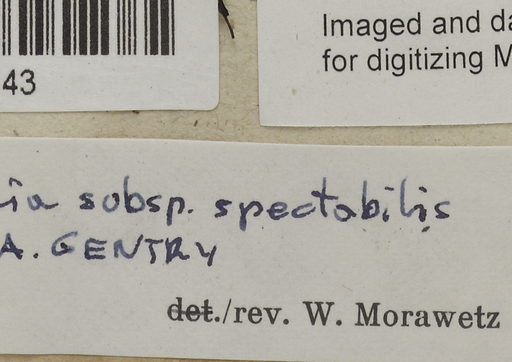 43
Imaged and da
for digitizing M
ia subsp. spectabilis
A. GENTRY
det./rev. W. Morawetz